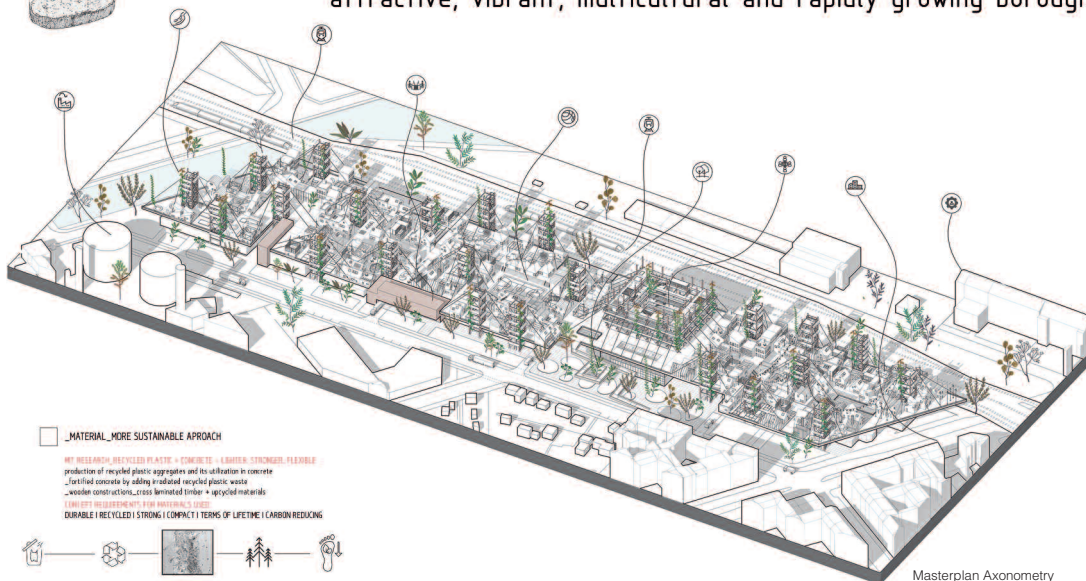 attractive, vibrant, multicultural and rapidly growing borough
_MATERIAL_MORE SUSTAINABLE APROACH
MY RESEARCH_RECYCLED PLASTIC + CONCRETE = LIGHTER, STRONGER, FLEXIBLE
production of recycled plastic aggregates and its utilization in concrete
_fortified concrete by adding irradiated recycled plastic waste
_wooden constructions_cross laminated timber + upcycled materials
CONCEPT REQUIREMENTS FOR MATERIALS USED
DURABLE I RECYCLED I STRONG I COMPACT I TERMS OF LIFETIME I CARBON REDUCING
Masterplan Axonometry